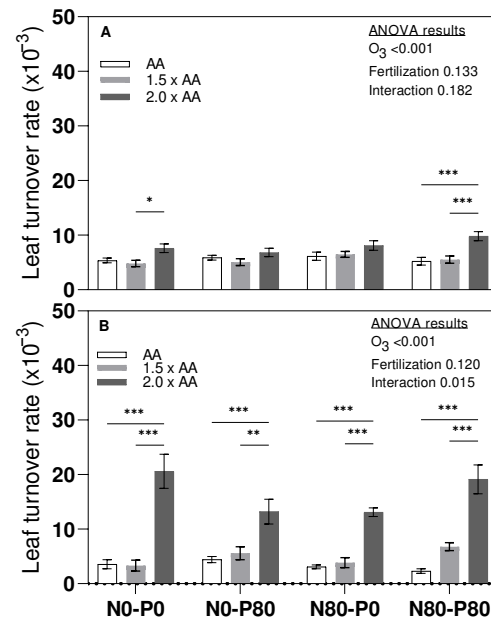 50
40
30
20
10
0
Leaf turnover rate (x10⁻³)
A
AA
1.5 x AA
2.0 x AA
ANOVA results
O₃ <0.001
Fertilization 0.133
Interaction 0.182
*
***
***
50
40
30
20
10
0
Leaf turnover rate (x10⁻³)
B
AA
1.5 x AA
2.0 x AA
ANOVA results
O₃ <0.001
Fertilization 0.120
Interaction 0.015
*** *** *** ***
*** ** *** ***
N0-P0 N0-P80 N80-P0 N80-P80